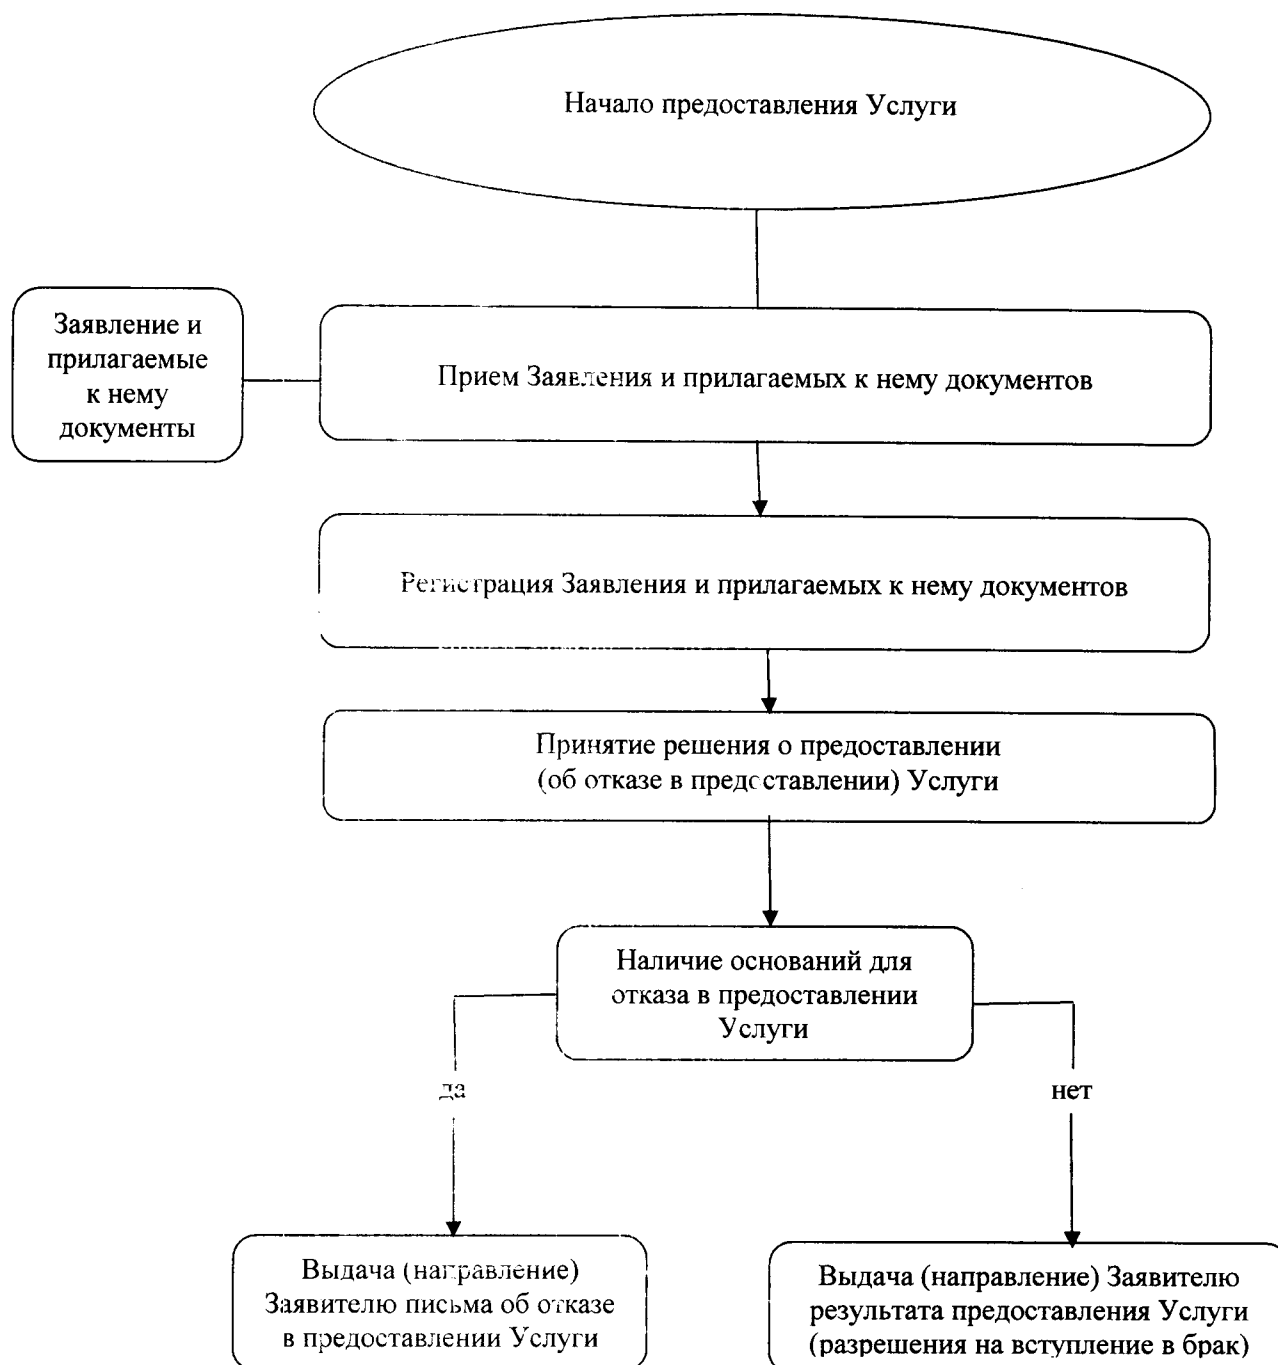 Начало предоставления Услуги
Заявление и
прилагаемые
к нему
документы
Прием Заявления и прилагаемых к нему документов
Регистрация Заявления и прилагаемых к нему документов
Принятие решения о предоставлении
(об отказе в предоставлении) Услуги
Наличие оснований для
отказа в предоставлении
Услуги
да
нет
Выдача (направление)
Заявителю письма об отказе
в предоставлении Услуги
Выдача (направление) Заявителю
результата предоставления Услуги
(разрешения на вступление в брак)